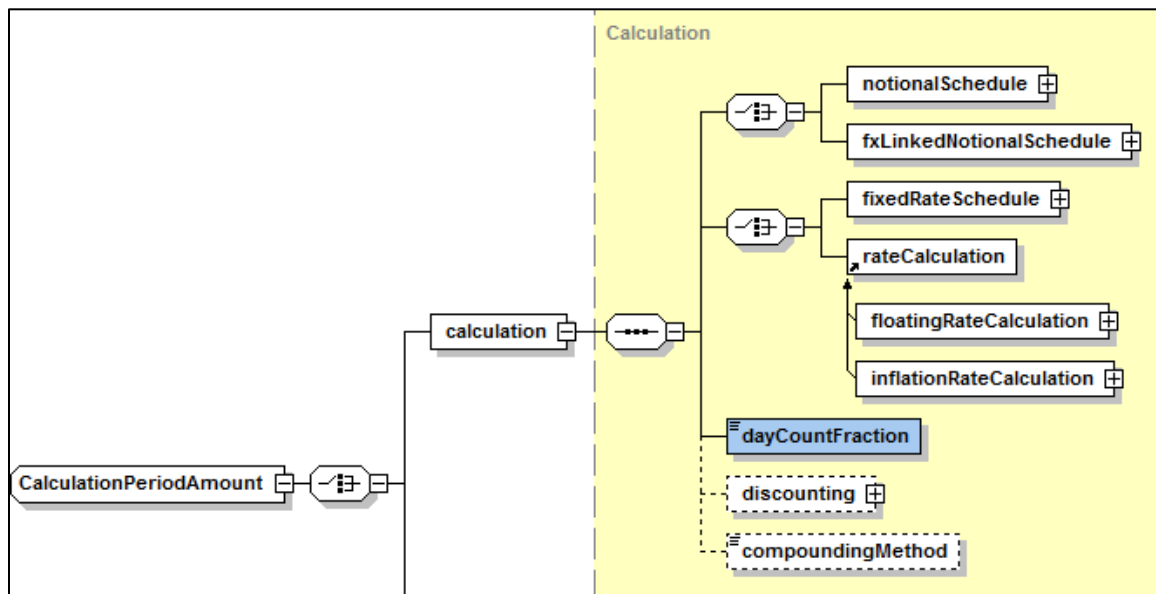 Calculation
notionalSchedule
fxLinkedNotionalSchedule
fixedRateSchedule
rateCalculation
calculation
floatingRateCalculation
inflationRateCalculation
dayCountFraction
CalculationPeriodAmount
discounting
compoundingMethod